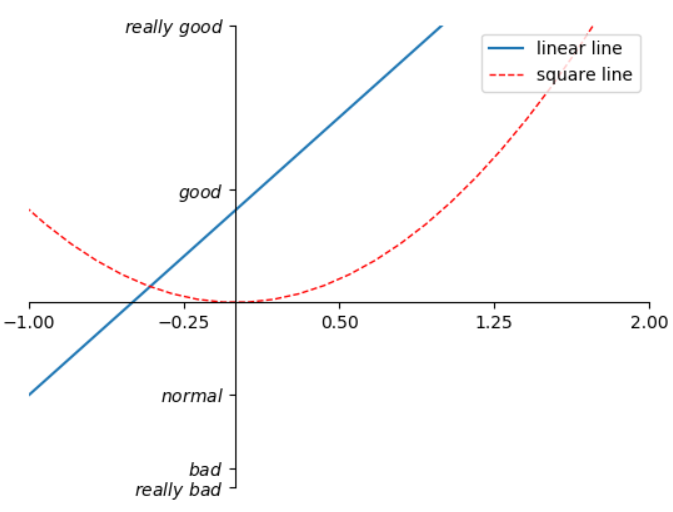 really good
linear line
square line
good
−1.00 −0.25 0.50 1.25 2.00
normal
bad
really bad